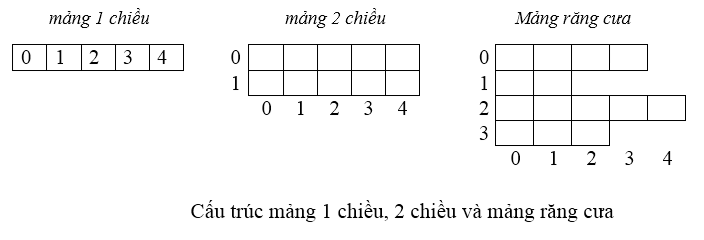 mảng 1 chiều
0 1 2 3 4
mảng 2 chiều
0
1
0 1 2 3 4
Mảng răng cưa
0
1
2
3
0 1 2 3 4
Cấu trúc mảng 1 chiều, 2 chiều và mảng răng cưa